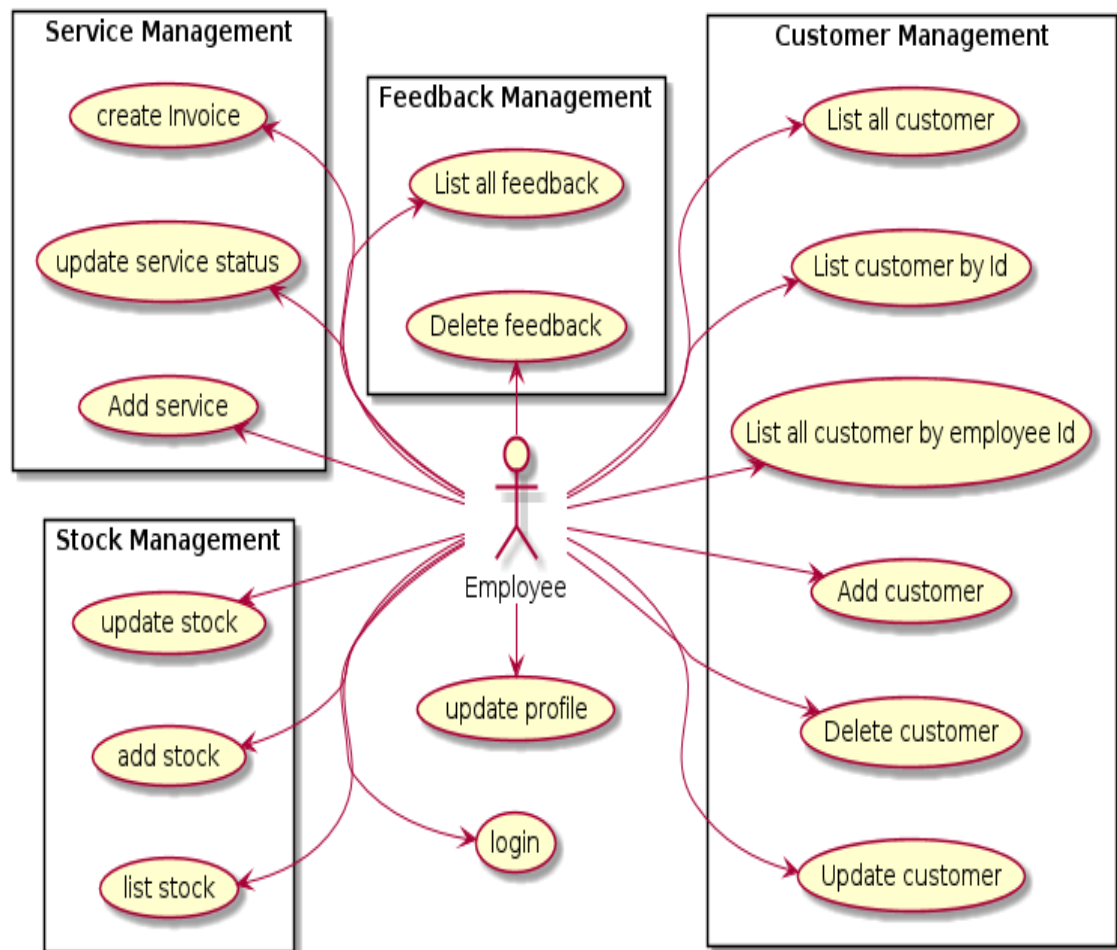 Service Management
create Invoice
update service status
Add service
Feedback Management
List all feedback
Delete feedback
Customer Management
List all customer
List customer by Id
List all customer by employee Id
Add customer
Delete customer
Update customer
Stock Management
update stock
add stock
list stock
Employee
update profile
login